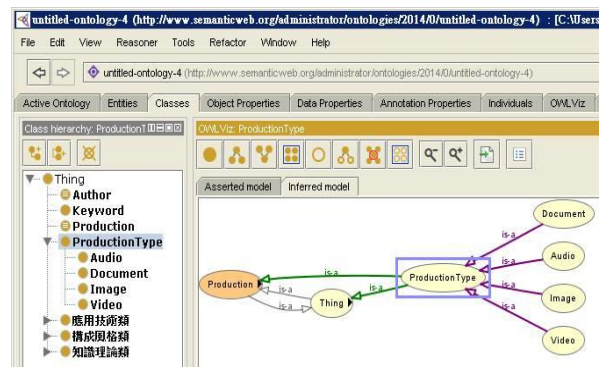 untitled-ontology-4 (http://www.semanticweb.org/administrator/ontologies/2014/0/untitled-ontology-4) : [C:\Users
File Edit View Reasoner Tools Refactor Window Help
untitled-ontology-4 (http://www.semanticweb.org/administrator/ontologies/2014/0/untitled-ontology-4)
Active Ontology Entities Classes Object Properties Data Properties Annotation Properties Individuals OWLViz
Class hierarchy: ProductionT
OWLViz: ProductionType
Asserted model Inferred model
Thing
Author
Keyword
Production
ProductionType
Audio
Document
Image
Video
應用技術類
構成風格類
知識理論類
Document
is-a
Audio
is-a
is-a
ProductionType
Production
is-a
is-a
Thing
is-a
is-a
Image
is-a
Video